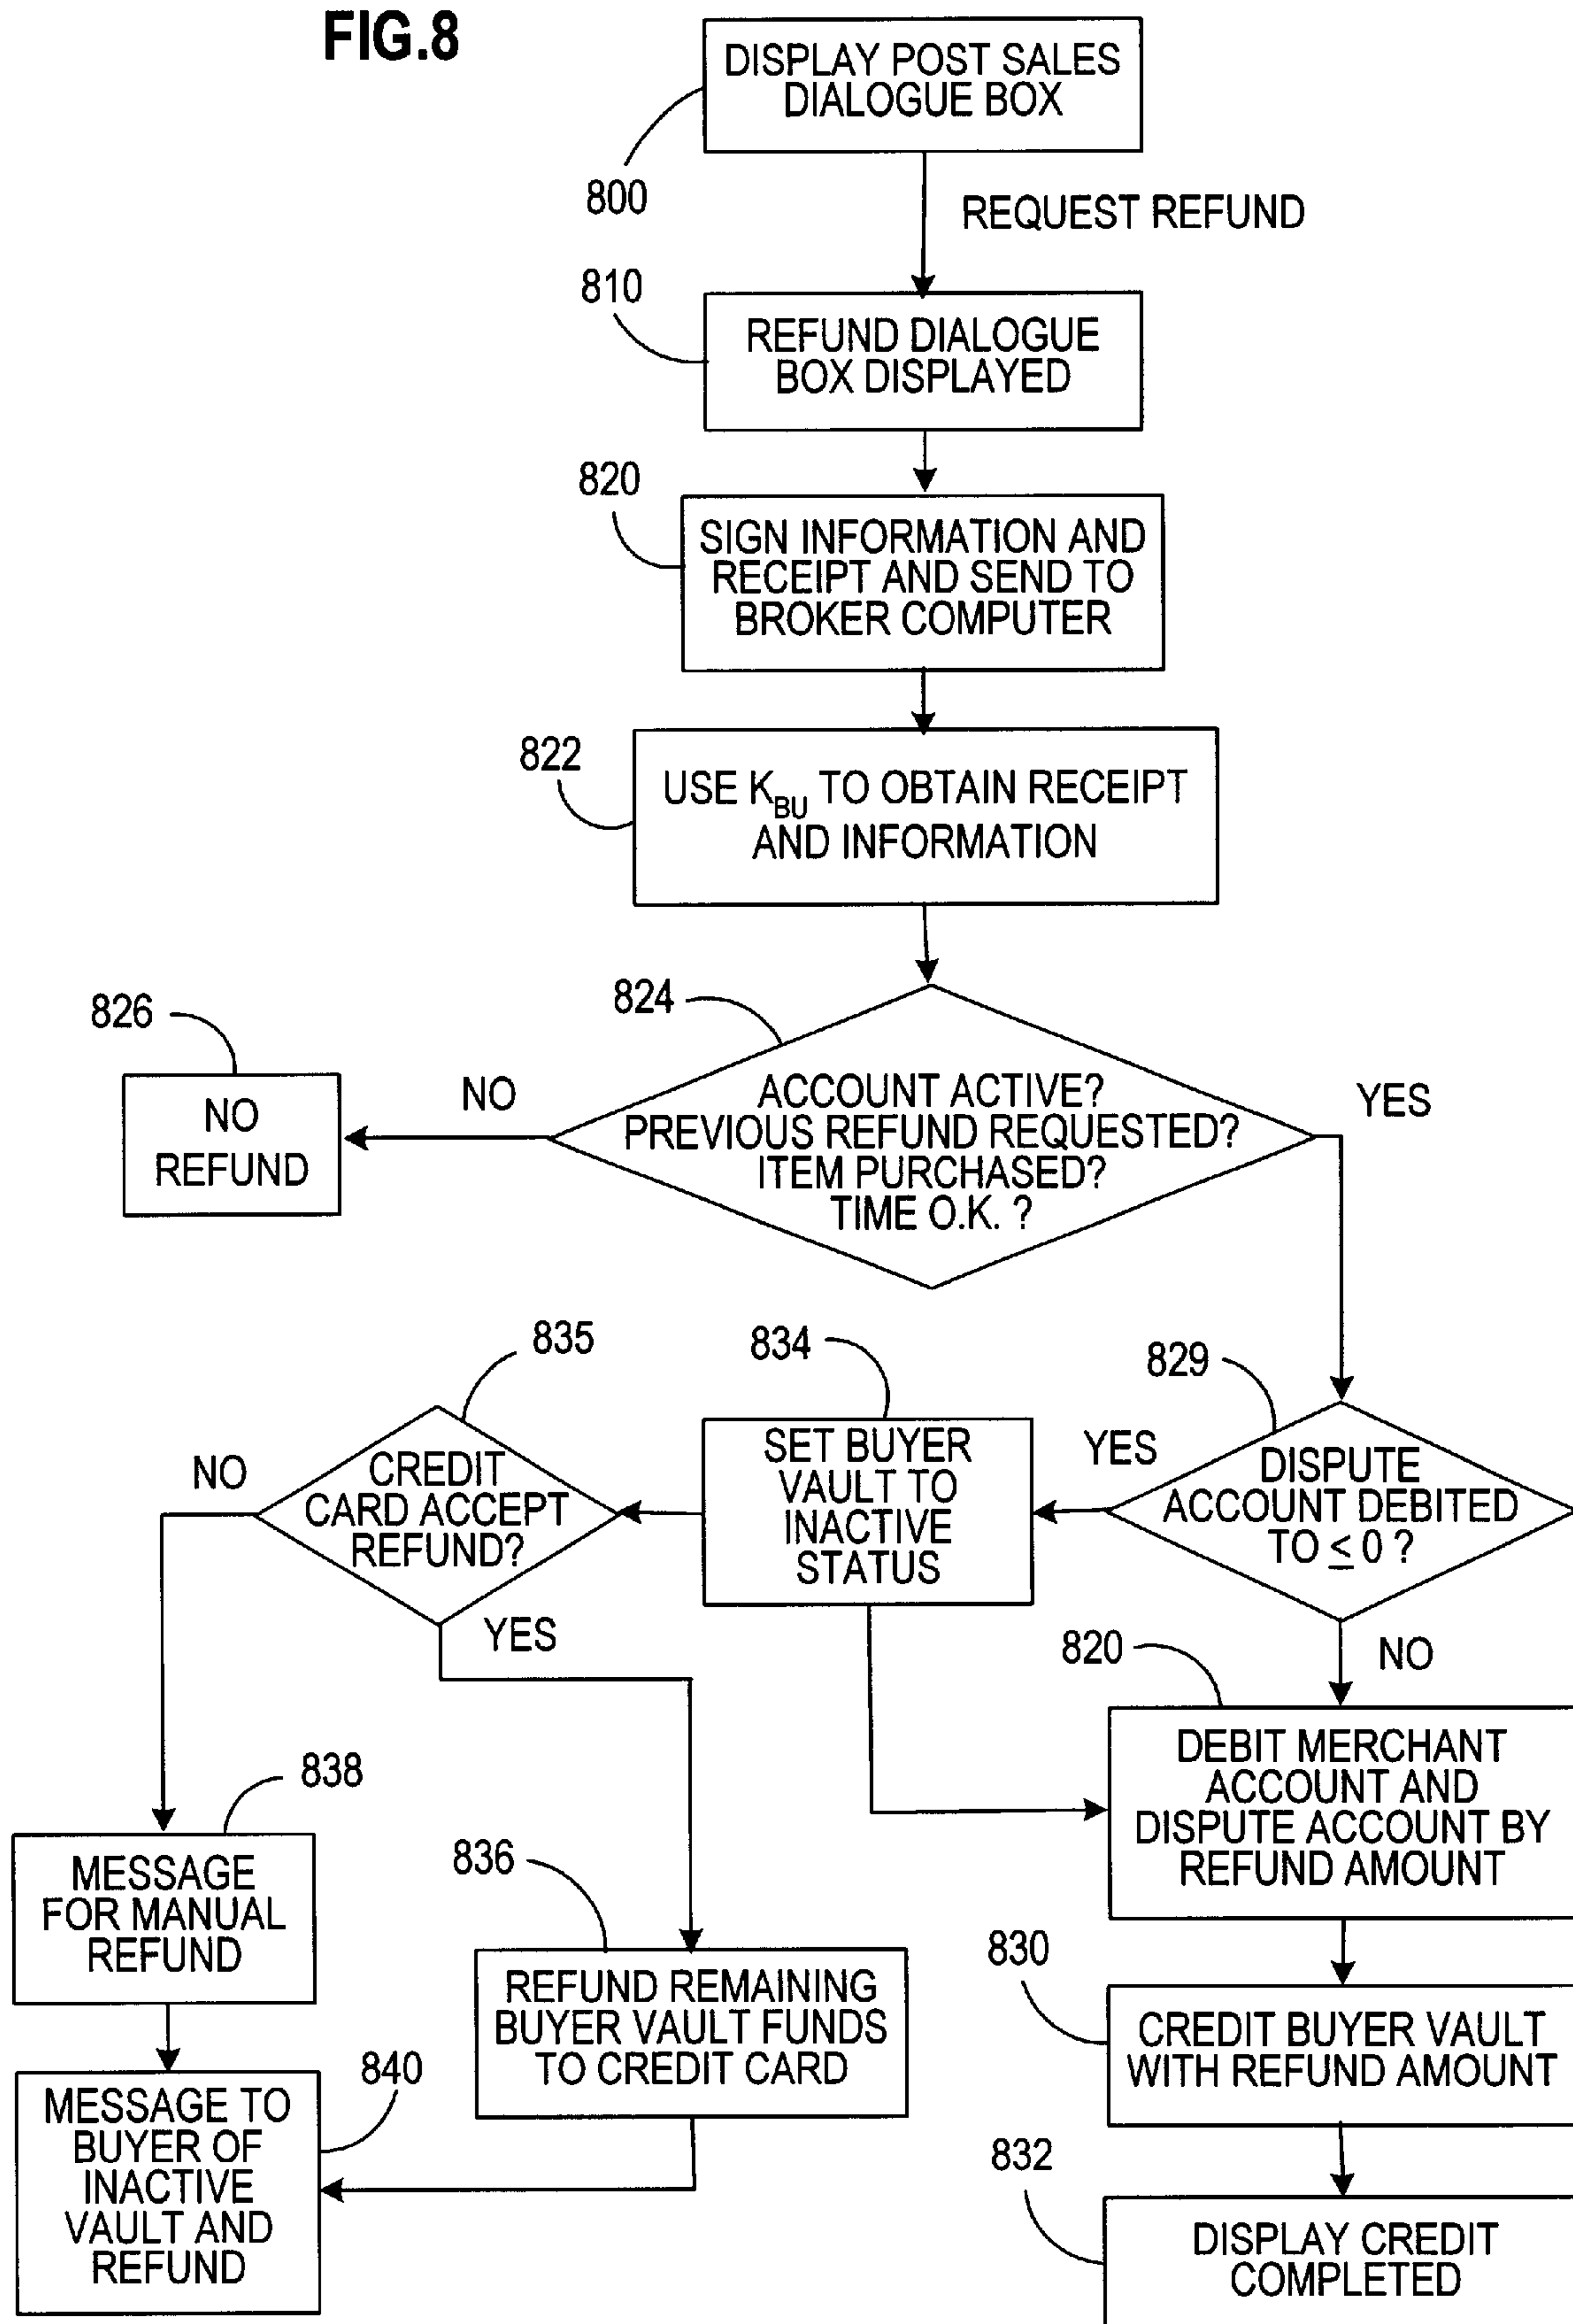 FIG.8
DISPLAY POST SALES
DIALOGUE BOX
800
REQUEST REFUND
810
REFUND DIALOGUE
BOX DISPLAYED
820
SIGN INFORMATION AND
RECEIPT AND SEND TO
BROKER COMPUTER
822
USE KBU TO OBTAIN RECEIPT
AND INFORMATION
824
826
NO
REFUND
NO
ACCOUNT ACTIVE?
PREVIOUS REFUND REQUESTED?
ITEM PURCHASED?
TIME O.K. ?
YES
835
834
829
NO
CREDIT
CARD ACCEPT
REFUND?
YES
SET BUYER
VAULT TO
INACTIVE
STATUS
YES
DISPUTE
ACCOUNT DEBITED
TO ≤ 0 ?
NO
820
DEBIT MERCHANT
ACCOUNT AND
DISPUTE ACCOUNT BY
REFUND AMOUNT
838
MESSAGE
FOR MANUAL
REFUND
836
REFUND REMAINING
BUYER VAULT FUNDS
TO CREDIT CARD
830
CREDIT BUYER VAULT
WITH REFUND AMOUNT
840
MESSAGE TO
BUYER OF
INACTIVE
VAULT AND
REFUND
832
DISPLAY CREDIT
COMPLETED